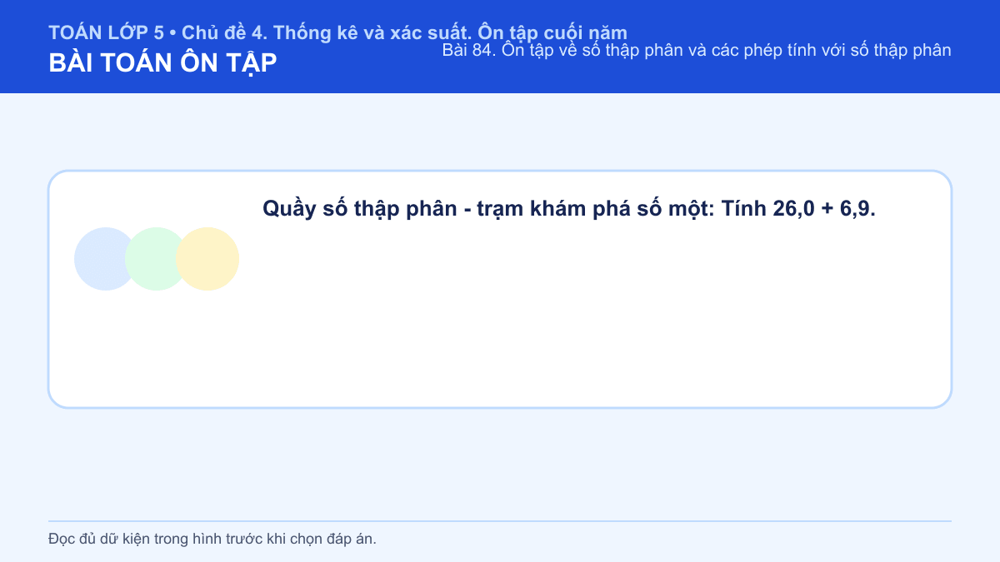 TOÁN LỚP 5 • Chủ đề 4. Thống kê và xác suất. Ôn tập cuối năm
BÀI TOÁN ÔN TẬP
Bài 84. Ôn tập về số thập phân và các phép tính với số thập phân
Quầy số thập phân - trạm khám phá số một: Tính 26,0 + 6,9.
Đọc đủ dữ kiện trong hình trước khi chọn đáp án.